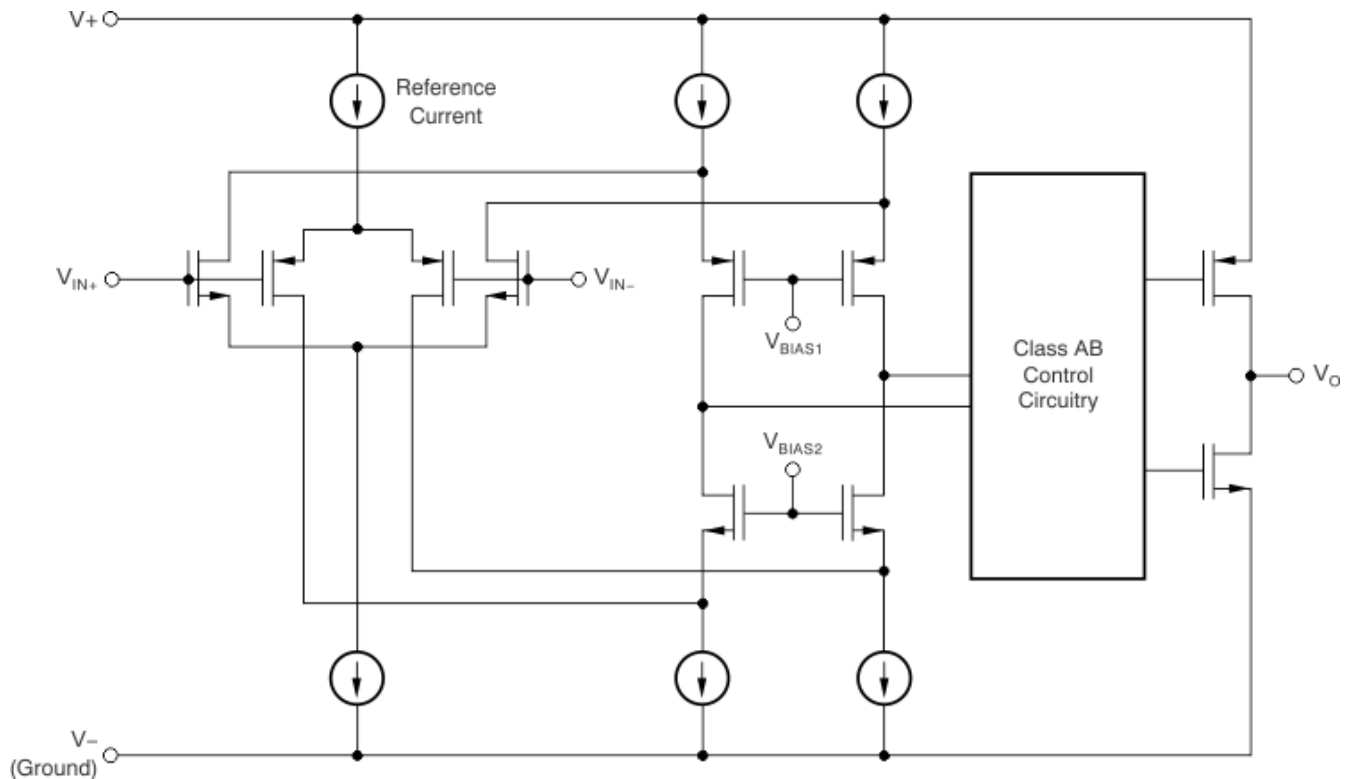 V+
Reference
Current
VIN+
VIN−
VBIAS1
Class AB
Control
Circuitry
VO
VBIAS2
V−
(Ground)